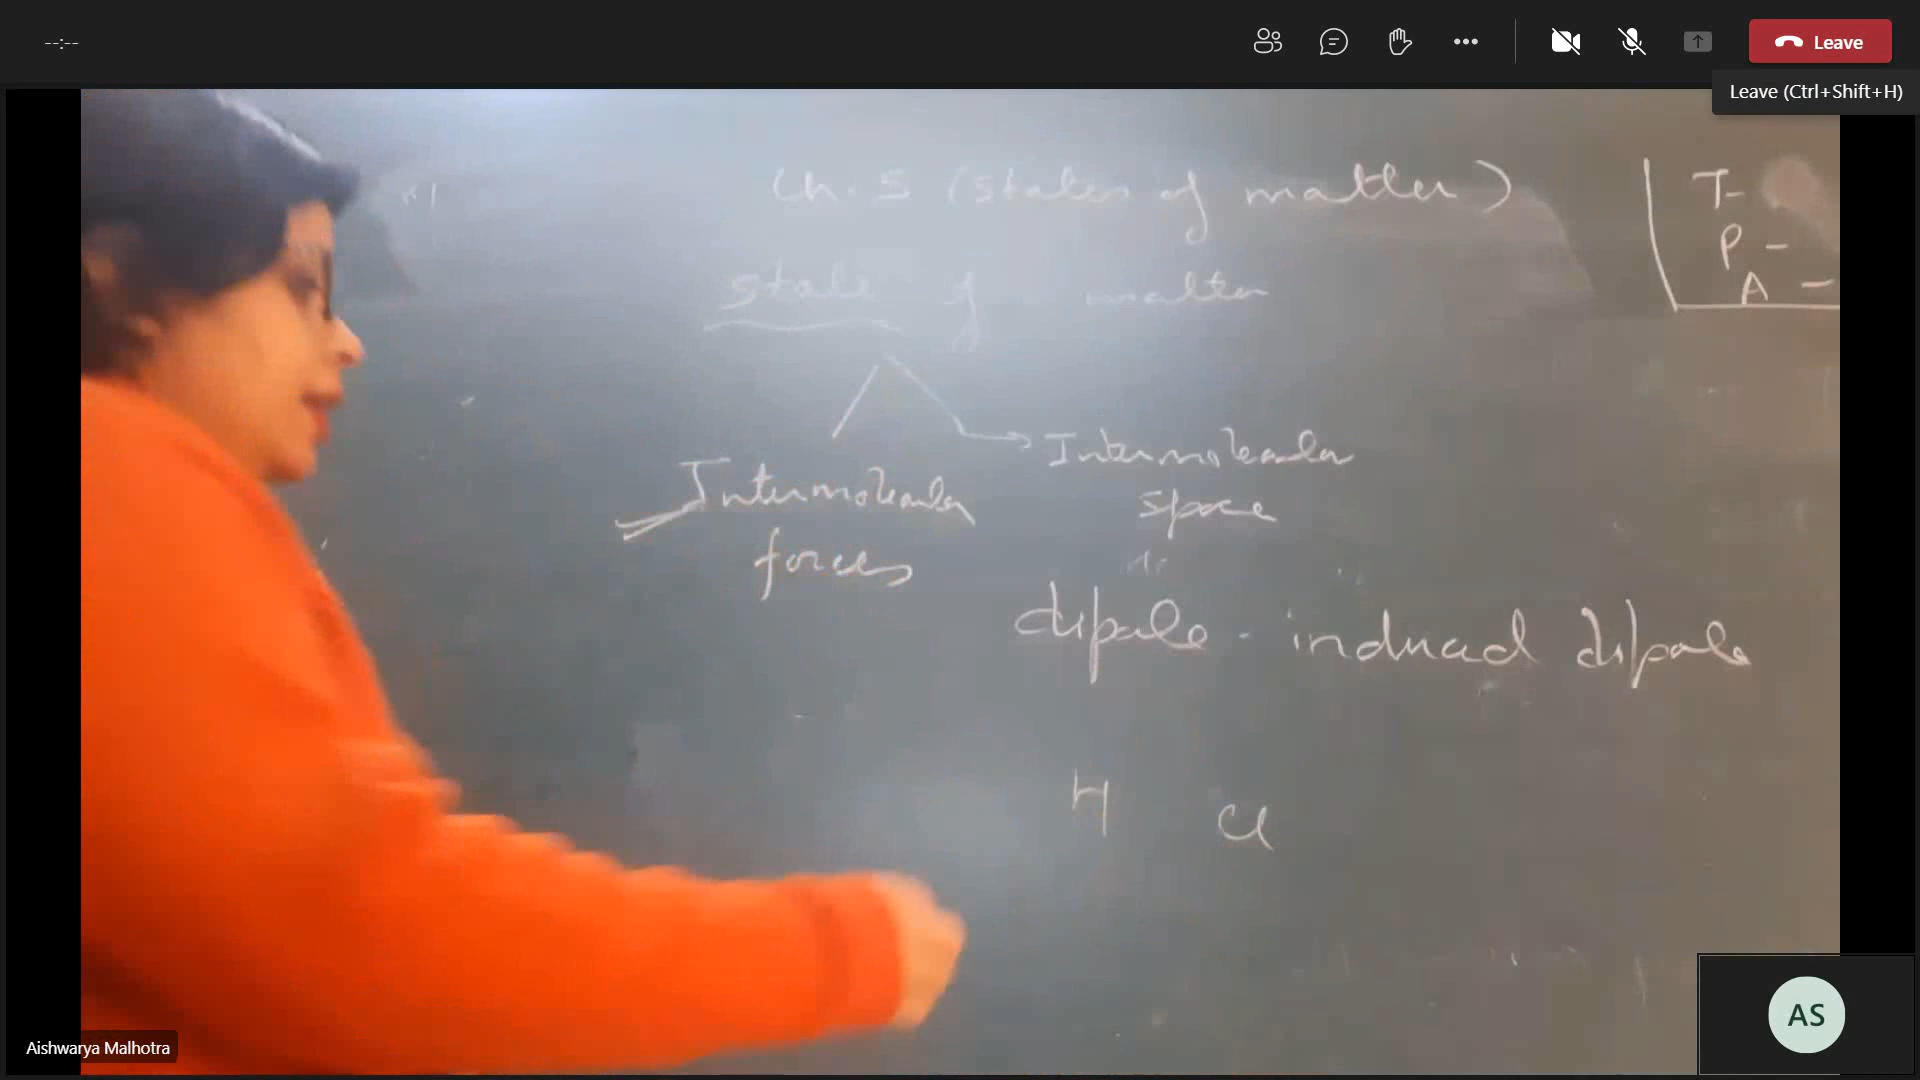 --:--
Leave
Leave (Ctrl+Shift+H)
Ch. 5 (States of matter)
T-
P -
A -
State of matter
Intermolecular
space
Intermolecular
forces
dipole - induced dipole
H Cl
Aishwarya Malhotra
AS